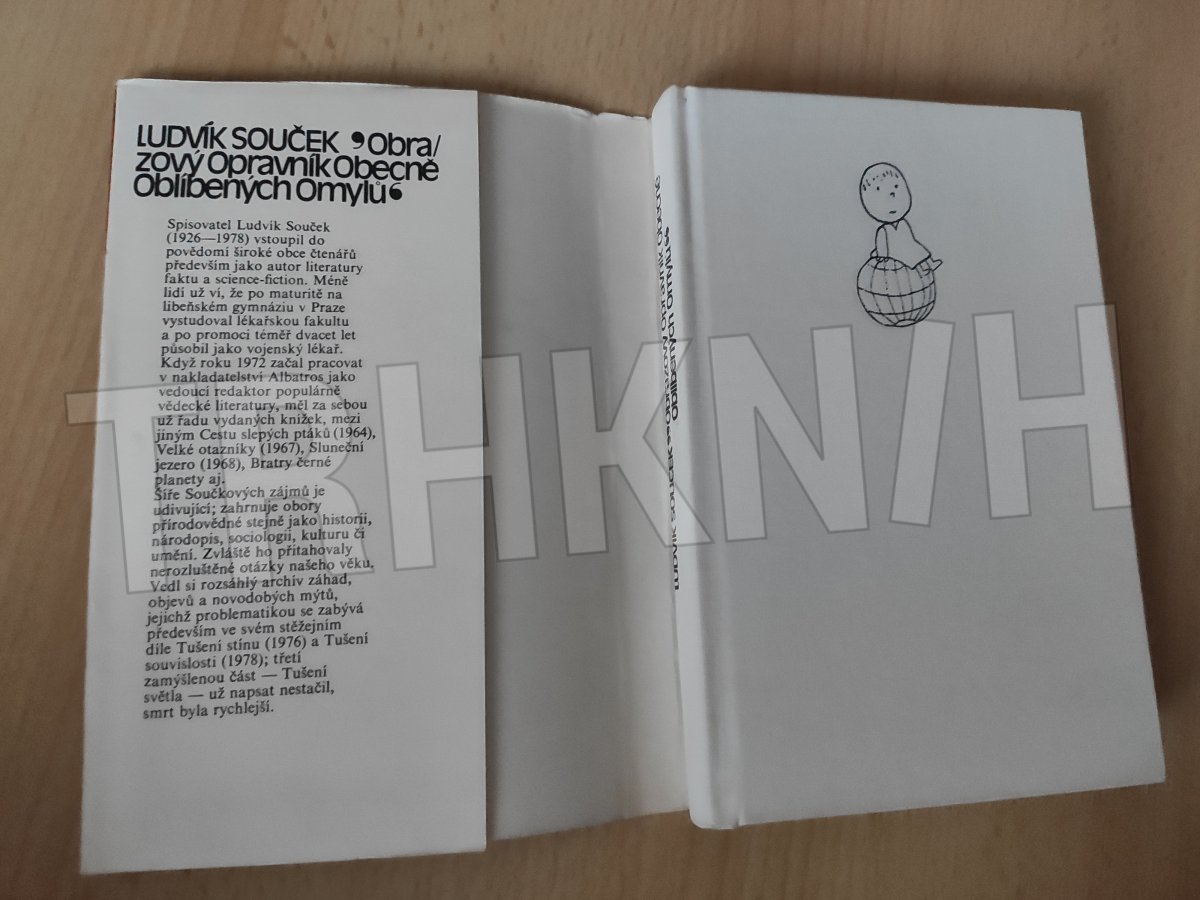 LUDVÍK SOUČEK ❜Obra/
zový Opravník Obecně
Oblíbených Omylů❛
Spisovatel Ludvík Souček
(1926—1978) vstoupil do
povědomí široké obce čtenářů
především jako autor literatury
faktu a science-fiction. Méně
lidí už ví, že po maturitě na
libeňském gymnáziu v Praze
vystudoval lékařskou fakultu
a po promoci téměř dvacet let
působil jako vojenský lékař.
Když roku 1972 začal pracovat
v nakladatelství Albatros jako
vedoucí redaktor populárně
vědecké literatury, měl za sebou
už řadu vydaných knížek, mezi
jiným Cestu slepých ptáků (1964),
Velké otazníky (1967), Sluneční
jezero (1968), Bratry černé
planety aj.
Šíře Součkových zájmů je
udivující; zahrnuje obory
přírodovědné stejně jako historii,
národopis, sociologii, kulturu či
umění. Zvláště ho přitahovaly
nerozluštěné otázky našeho věku.
Vedl si rozsáhlý archiv záhad,
objevů a novodobých mýtů,
jejichž problematikou se zabývá
především ve svém stěžejním
díle Tušení stínu (1976) a Tušení
souvislosti (1978); třetí
zamýšlenou část — Tušení
světla — už napsat nestačil,
smrt byla rychlejší.
LUDVÍK SOUČEK Obrazový Opravník Obecně
Oblíbených Omylů
TRHKNIH